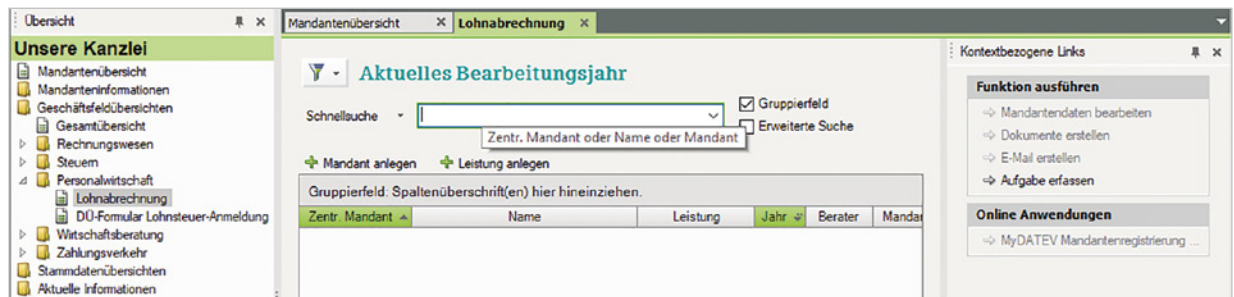 Übersicht
Unsere Kanzlei
Mandantenübersicht
Mandanteninformationen
Geschäftsfeldübersichten
Gesamtübersicht
Rechnungswesen
Steuern
Personalwirtschaft
Lohnabrechnung
DÜ-Formular Lohnsteuer-Anmeldung
Wirtschaftsberatung
Zahlungsverkehr
Stammdatenübersichten
Aktuelle Informationen
Mandantenübersicht
Lohnabrechnung
Aktuelles Bearbeitungsjahr
Schnellsuche
Gruppierfeld
Erweiterte Suche
Zentr. Mandant oder Name oder Mandant
Mandant anlegen
Leistung anlegen
Gruppierfeld: Spaltenüberschrift(en) hier hineinziehen.
Zentr. Mandant Name Leistung Jahr Berater Mandan
Kontextbezogene Links
Funktion ausführen
Mandantendaten bearbeiten
Dokumente erstellen
E-Mail erstellen
Aufgabe erfassen
Online Anwendungen
MyDATEV Mandantenregistrierung ...